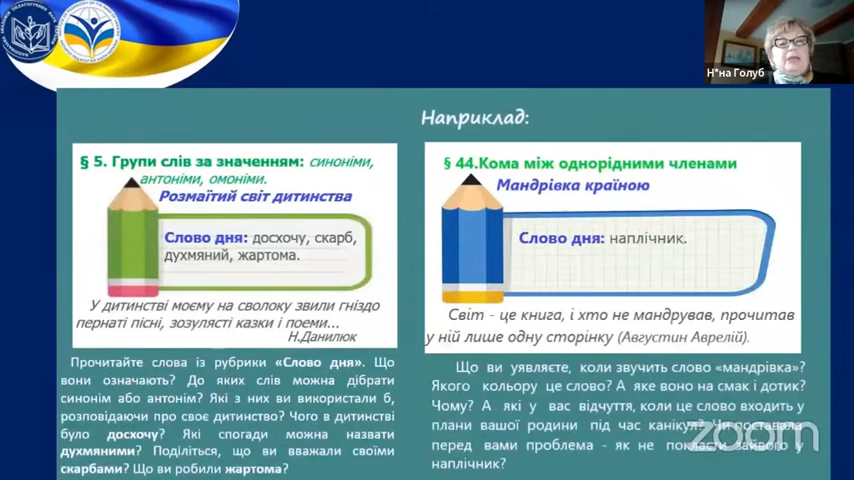 Н*на Голуб
Наприклад:
§ 5. Групи слів за значенням: синоніми,
антоніми, омоніми.
Розмаїтий світ дитинства
Слово дня: досхочу, скарб,
духмяний, жартома.
У дитинстві моєму на сволоку звили гніздо
пернаті пісні, зозулясті казки і поеми...
Н.Данилюк
Прочитайте слова із рубрики «Слово дня». Що
вони означають? До яких слів можна дібрати
синонім або антонім? Які з них ви використали б,
розповідаючи про своє дитинство? Чого в дитинстві
було досхочу? Які спогади можна назвати
духмяними? Поділіться, що ви вважали своїми
скарбами? Що ви робили жартома?
§ 44.Кома між однорідними членами
Мандрівка країною
Слово дня: наплічник.
Світ - це книга, і хто не мандрував, прочитав
у ній лише одну сторінку (Августин Аврелій).
Що ви уявляєте, коли звучить слово «мандрівка»?
Якого кольору це слово? А яке воно на смак і дотик?
Чому? А які у вас відчуття, коли це слово входить у
плани вашої родини під час канікул? Чи поставала
перед вами проблема - як не покласти зайвого у
наплічник?
zoom